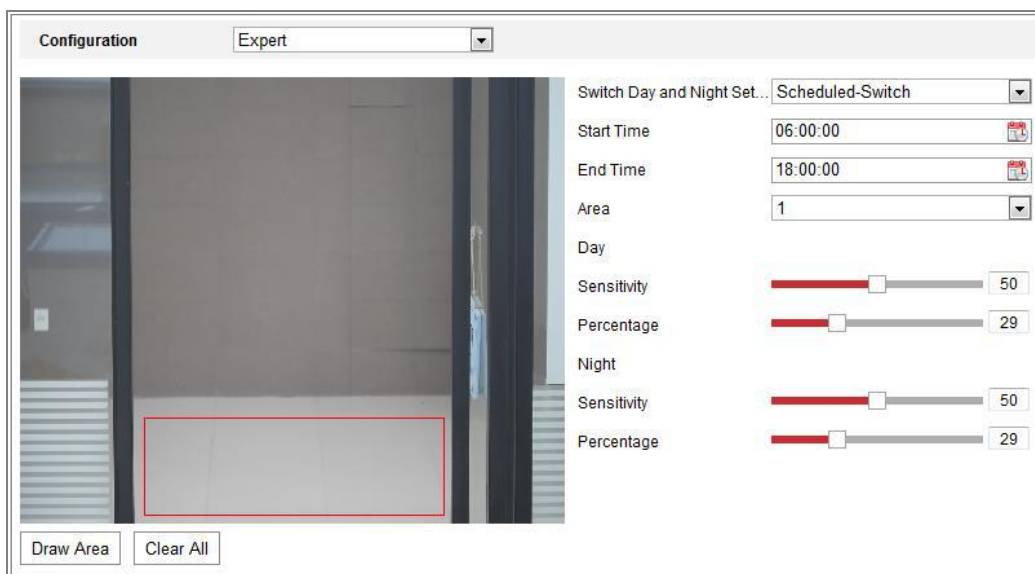 Configuration Expert
Switch Day and Night Set... Scheduled-Switch
Start Time 06:00:00
End Time 18:00:00
Area 1
Day
Sensitivity 50
Percentage 29
Night
Sensitivity 50
Percentage 29
Draw Area Clear All